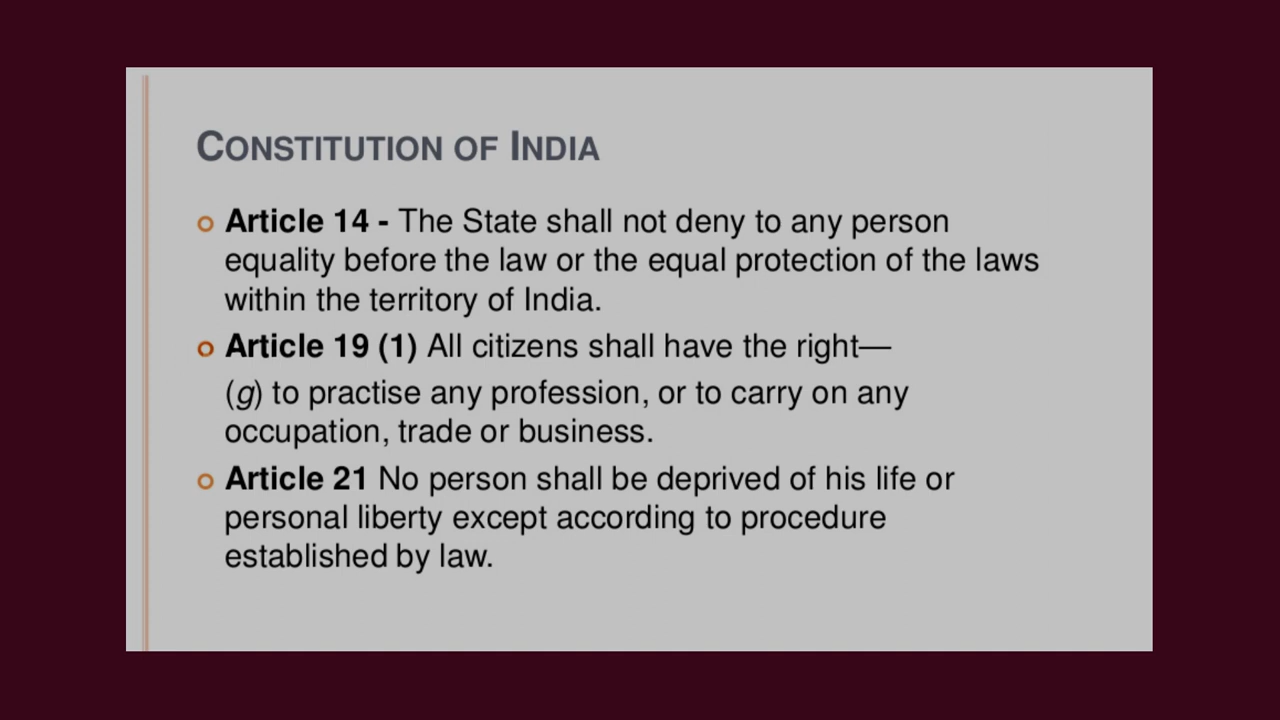 CONSTITUTION OF INDIA
Article 14 - The State shall not deny to any person
equality before the law or the equal protection of the laws
within the territory of India.
Article 19 (1) All citizens shall have the right—
(g) to practise any profession, or to carry on any
occupation, trade or business.
Article 21 No person shall be deprived of his life or
personal liberty except according to procedure
established by law.